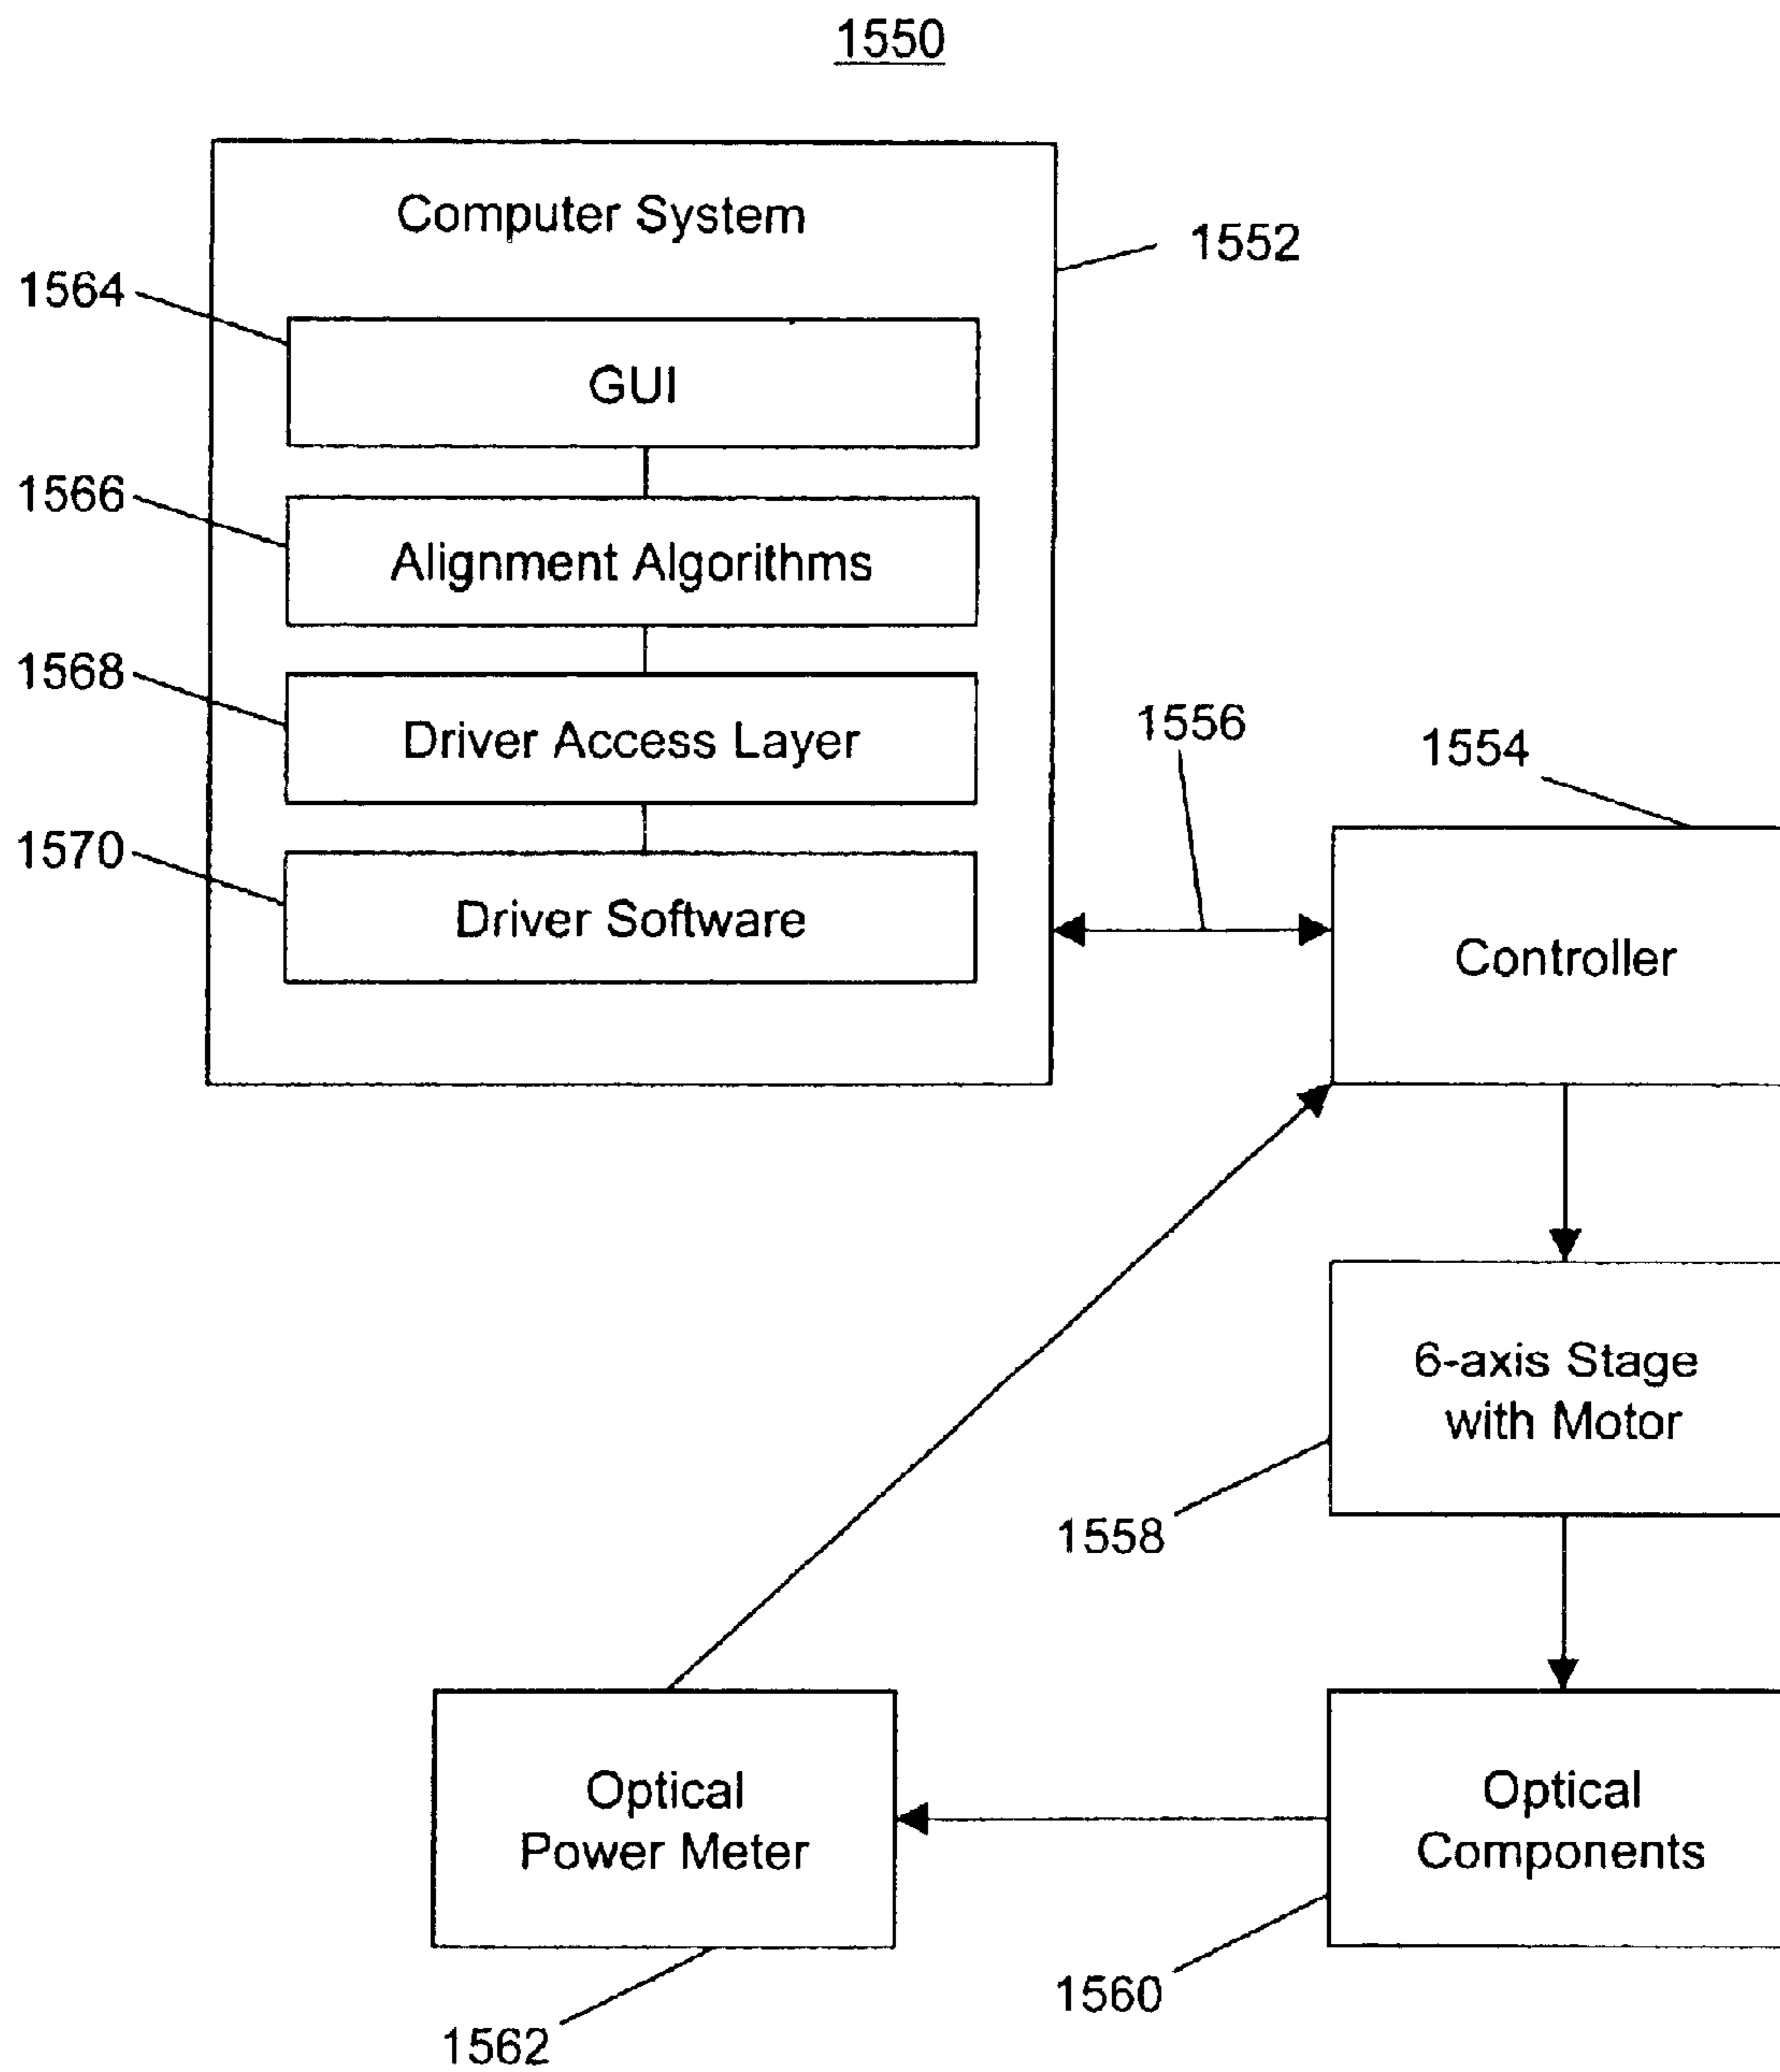 1550
Computer System
1552
1564
GUI
1566
Alignment Algorithms
1568
Driver Access Layer
1556
1554
1570
Driver Software
Controller
6-axis Stage
with Motor
1558
Optical
Power Meter
Optical
Components
1560
1562